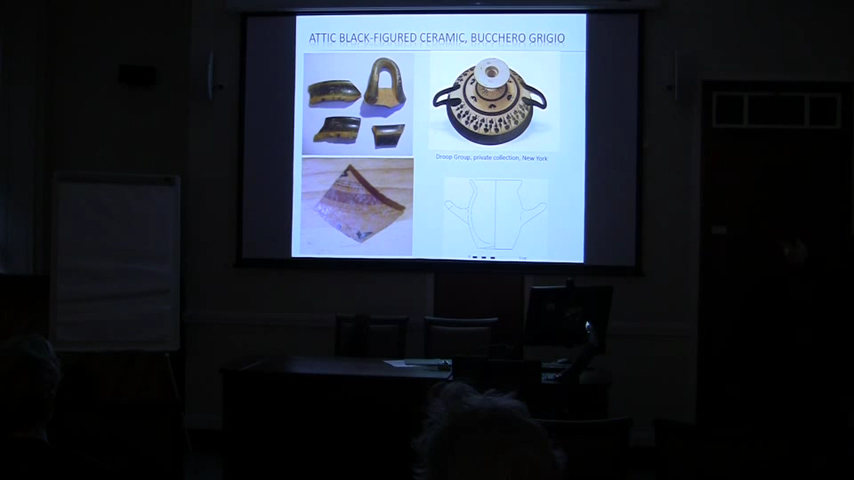 ATTIC BLACK-FIGURED CERAMIC, BUCCHERO GRIGIO
Droop Group, private collection, New York